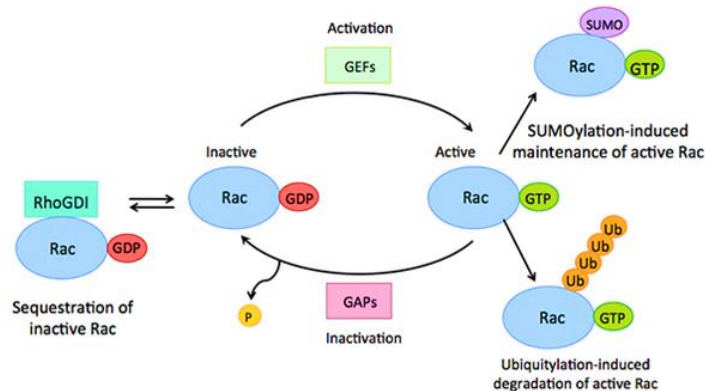 Activation
GEFs
SUMO
Rac
GTP
SUMOylation-induced
maintenance of active Rac
Inactive
Rac
GDP
Active
Rac
GTP
RhoGDI
Rac
GDP
Sequestration of
inactive Rac
P
GAPs
Inactivation
Ub
Ub
Ub
Ub
Rac
GTP
Ubiquitylation-induced
degradation of active Rac